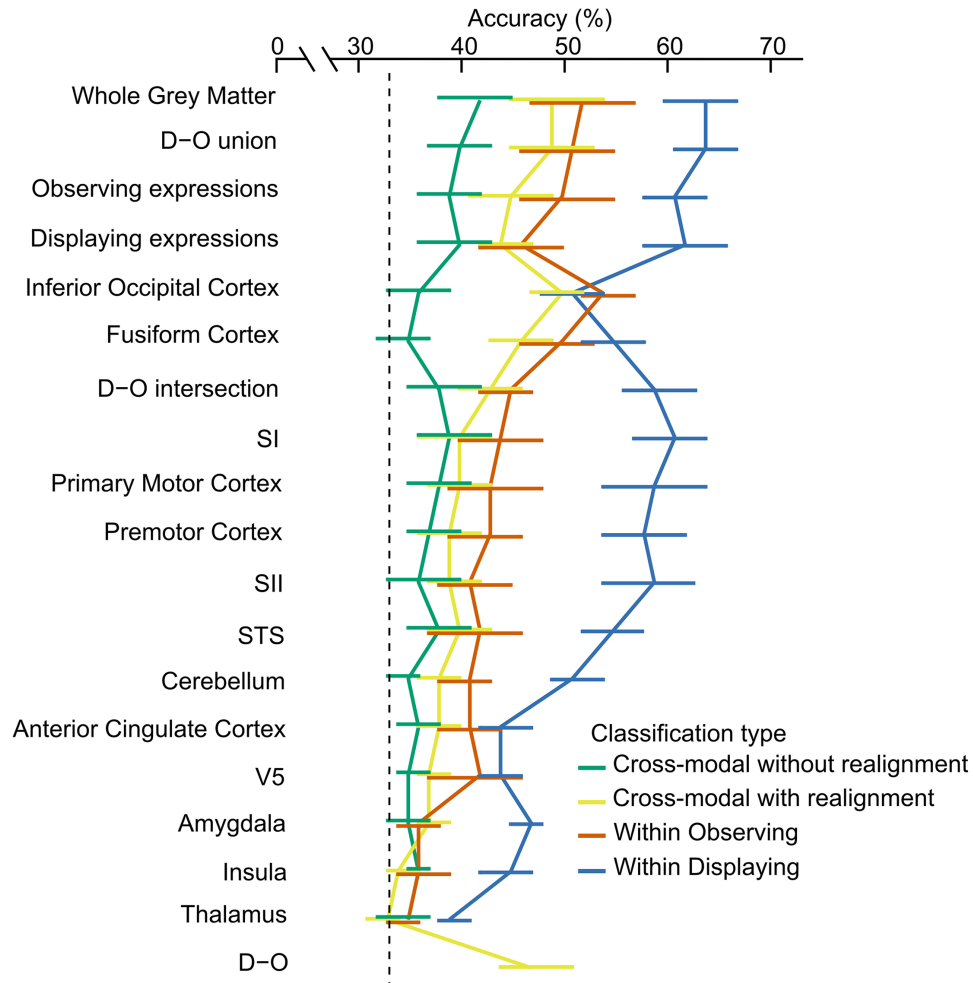 Accuracy (%)
0 30 40 50 60 70
Whole Grey Matter
D−O union
Observing expressions
Displaying expressions
Inferior Occipital Cortex
Fusiform Cortex
D−O intersection
SI
Primary Motor Cortex
Premotor Cortex
SII
STS
Cerebellum
Anterior Cingulate Cortex
V5
Amygdala
Insula
Thalamus
D−O
Classification type
Cross-modal without realignment
Cross-modal with realignment
Within Observing
Within Displaying